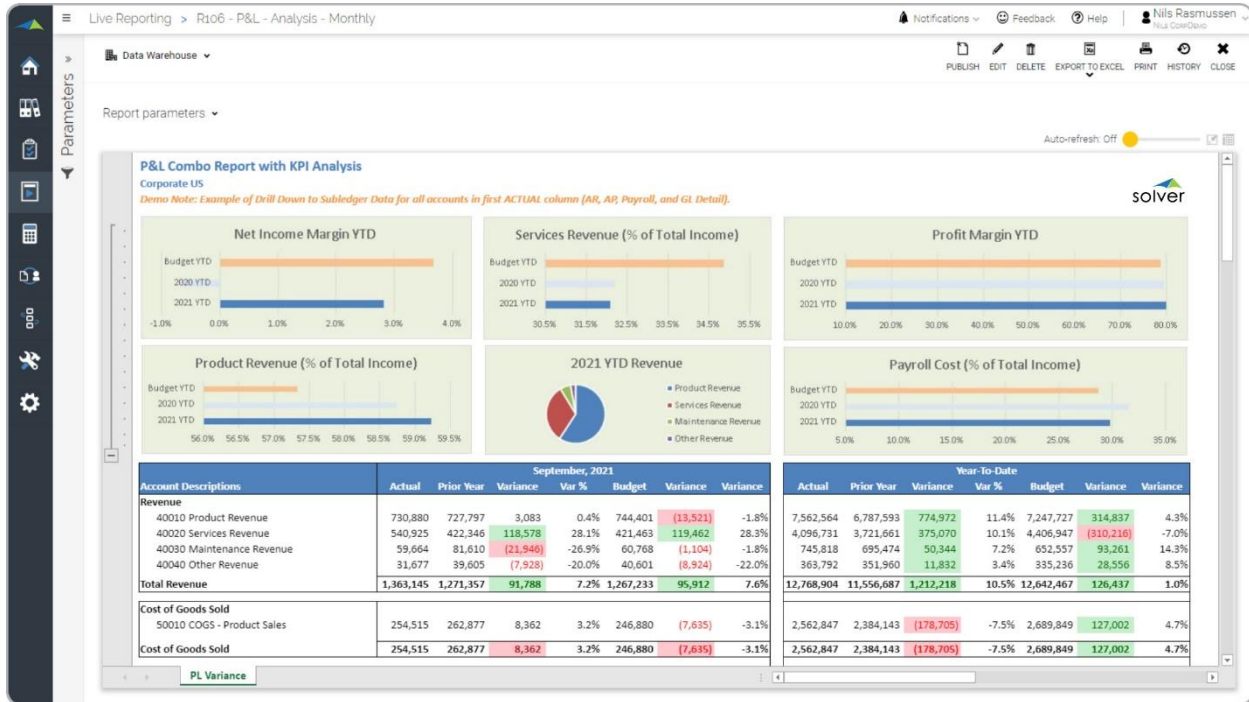 Live Reporting > R106 - P&L - Analysis - Monthly
Notifications
Feedback
Help
Nils Rasmussen
Nils CorpDemo
Data Warehouse
PUBLISH EDIT DELETE EXPORT TO EXCEL PRINT HISTORY CLOSE
Parameters
Report parameters
Auto-refresh: Off
P&L Combo Report with KPI Analysis
Corporate US
Demo Note: Example of Drill Down to Subledger Data for all accounts in first ACTUAL column (AR, AP, Payroll, and GL Detail).
solver
Net Income Margin YTD
Budget YTD
2020 YTD
2021 YTD
-1.0% 0.0% 1.0% 2.0% 3.0% 4.0%
Services Revenue (% of Total Income)
Budget YTD
2020 YTD
2021 YTD
30.5% 31.5% 32.5% 33.5% 34.5% 35.5%
Profit Margin YTD
Budget YTD
2020 YTD
2021 YTD
10.0% 20.0% 30.0% 40.0% 50.0% 60.0% 70.0% 80.0%
Product Revenue (% of Total Income)
Budget YTD
2020 YTD
2021 YTD
56.0% 56.5% 57.0% 57.5% 58.0% 58.5% 59.0% 59.5%
2021 YTD Revenue
Product Revenue
Services Revenue
Maintenance Revenue
Other Revenue
Payroll Cost (% of Total Income)
Budget YTD
2020 YTD
2021 YTD
5.0% 10.0% 15.0% 20.0% 25.0% 30.0% 35.0%
September, 2021 Year-To-Date
Account Descriptions Actual Prior Year Variance Var % Budget Variance Variance Actual Prior Year Variance Var % Budget Variance Variance
Revenue
40010 Product Revenue 730,880 727,797 3,083 0.4% 744,401 (13,521) -1.8% 7,562,564 6,787,593 774,972 11.4% 7,247,727 314,837 4.3%
40020 Services Revenue 540,925 422,346 118,578 28.1% 421,463 119,462 28.3% 4,096,731 3,721,661 375,070 10.1% 4,406,947 (310,216) -7.0%
40030 Maintenance Revenue 59,664 81,610 (21,946) -26.9% 60,768 (1,104) -1.8% 745,818 695,474 50,344 7.2% 652,557 93,261 14.3%
40040 Other Revenue 31,677 39,605 (7,928) -20.0% 40,601 (8,924) -22.0% 363,792 351,960 11,832 3.4% 335,236 28,556 8.5%
Total Revenue 1,363,145 1,271,357 91,788 7.2% 1,267,233 95,912 7.6% 12,768,904 11,556,687 1,212,218 10.5% 12,642,467 126,437 1.0%
Cost of Goods Sold
50010 COGS - Product Sales 254,515 262,877 8,362 3.2% 246,880 (7,635) -3.1% 2,562,847 2,384,143 (178,705) -7.5% 2,689,849 127,002 4.7%
Cost of Goods Sold 254,515 262,877 8,362 3.2% 246,880 (7,635) -3.1% 2,562,847 2,384,143 (178,705) -7.5% 2,689,849 127,002 4.7%
PL Variance